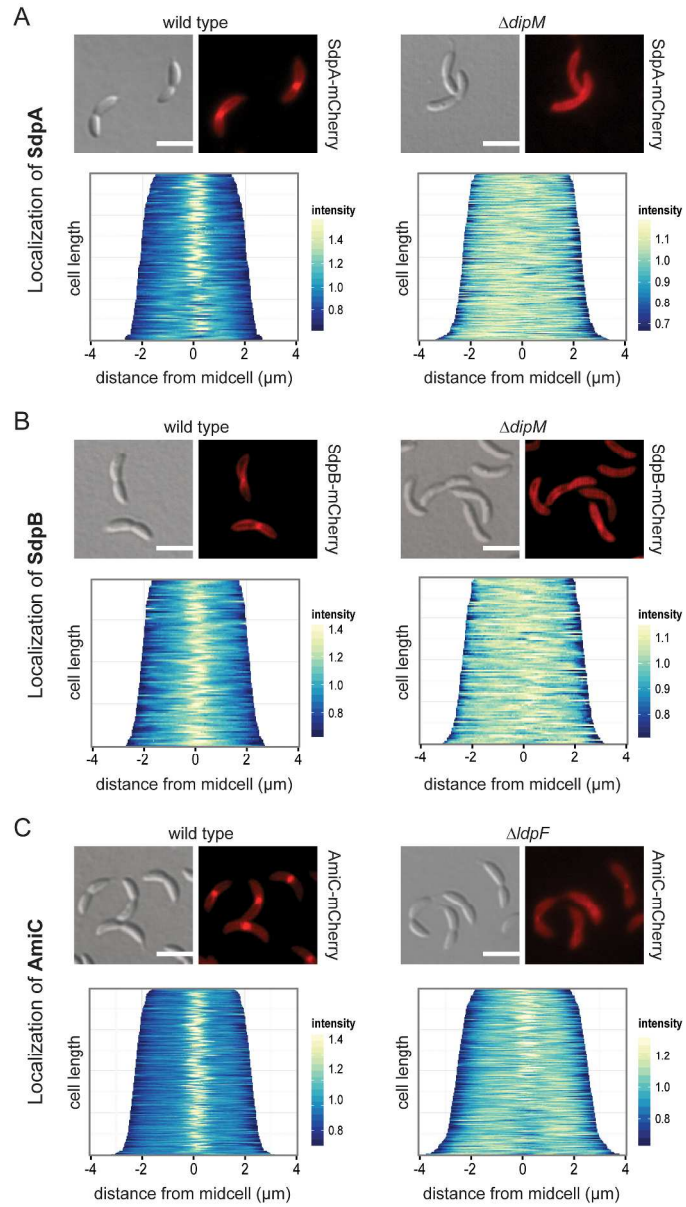 A
wild type
ΔdipM
SdpA-mCherry
SdpA-mCherry
Localization of SdpA
cell length
intensity
1.4
1.2
1.0
0.8
-4
-2
0
2
4
distance from midcell (µm)
cell length
intensity
1.1
1.0
0.9
0.8
0.7
-4
-2
0
2
4
distance from midcell (µm)
B
wild type
ΔdipM
SdpB-mCherry
SdpB-mCherry
Localization of SdpB
cell length
intensity
1.4
1.2
1.0
0.8
-4
-2
0
2
4
distance from midcell (µm)
cell length
intensity
1.1
1.0
0.9
0.8
-4
-2
0
2
4
distance from midcell (µm)
C
wild type
ΔldpF
AmiC-mCherry
AmiC-mCherry
Localization of AmiC
cell length
intensity
1.4
1.2
1.0
0.8
-4
-2
0
2
4
distance from midcell (µm)
cell length
intensity
1.2
1.0
0.8
-4
-2
0
2
4
distance from midcell (µm)